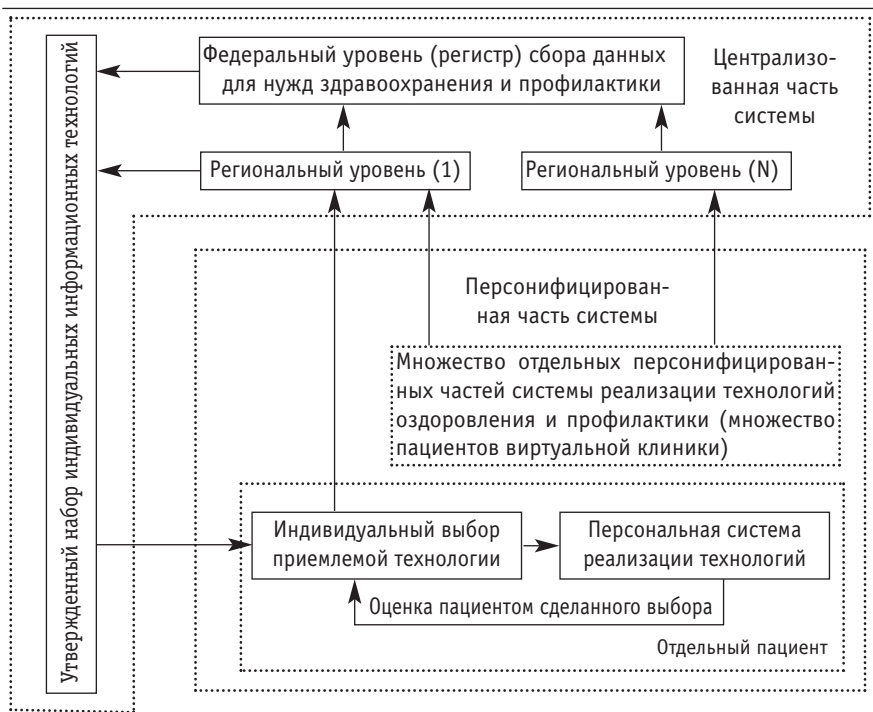 Утвержденный набор индивидуальных информационных технологий
Федеральный уровень (регистр) сбора данных
для нужд здравоохранения и профилактики
Централизо-
ванная часть
системы
Региональный уровень (1)
Региональный уровень (N)
Персонифицирован-
ная часть системы
Множество отдельных персонифицирован-
ных частей системы реализации технологий
оздоровления и профилактики (множество
пациентов виртуальной клиники)
Индивидуальный выбор
приемлемой технологии
Персональная система
реализации технологий
Оценка пациентом сделанного выбора
Отдельный пациент